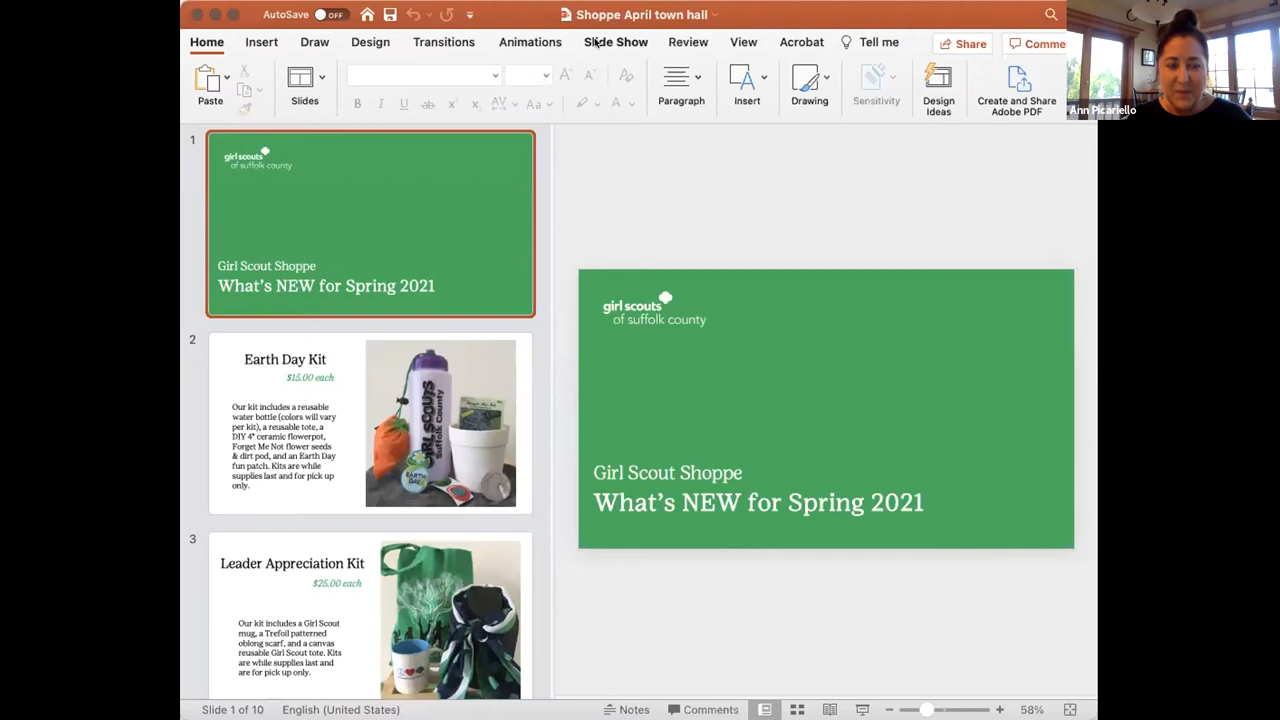 AutoSave OFF
Shoppe April town hall
Home Insert Draw Design Transitions Animations Slide Show Review View Acrobat Tell me
Share Comme
Paste
Slides
Paragraph
Insert
Drawing
Sensitivity
Design
Ideas
Create and Share
Adobe PDF
Ann Picariello
1
girl scouts
of suffolk county
Girl Scout Shoppe
What's NEW for Spring 2021
2
Earth Day Kit
$15.00 each
Our kit includes a reusable
water bottle (colors will vary
per kit), a reusable tote, a
DIY 4" ceramic flowerpot,
Forget Me Not flower seeds
& dirt pod, and an Earth Day
fun patch. Kits are while
supplies last and for pick up
only.
GIRL SCOUTS
Suffolk County
EARTH
DAY
3
Leader Appreciation Kit
$25.00 each
Our kit includes a Girl Scout
mug, a Trefoil patterned
oblong scarf, and a canvas
reusable Girl Scout tote. Kits
are while supplies last and
are for pick up only.
girl scouts
of suffolk county
Girl Scout Shoppe
What's NEW for Spring 2021
Slide 1 of 10 English (United States) Notes Comments 58%